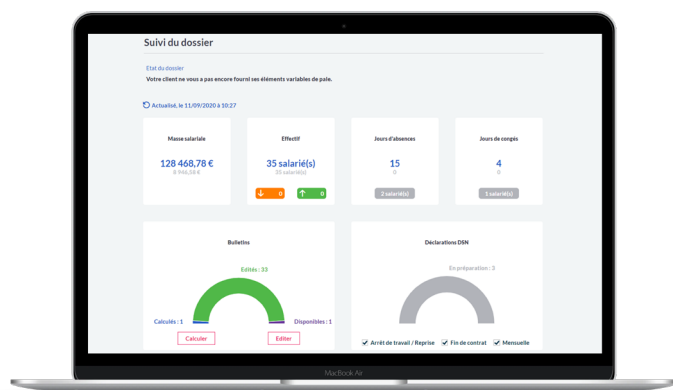 Suivi du dossier
Etat du dossier
Votre client ne vous a pas encore fourni ses éléments variables de paie.
Actualisé, le 11/09/2020 à 10:27
Masse salariale
128 468,78 €
8 946,58 €
Effectif
35 salarié(s)
35 salarié(s)
0
0
Jours d'absences
15
0
2 salarié(s)
Jours de congés
4
0
1 salarié(s)
Bulletins
Edités : 33
Calculés : 1
Disponibles : 1
Calculer
Editer
Déclarations DSN
En préparation : 3
Arrêt de travail / Reprise
Fin de contrat
Mensuelle
MacBook Air